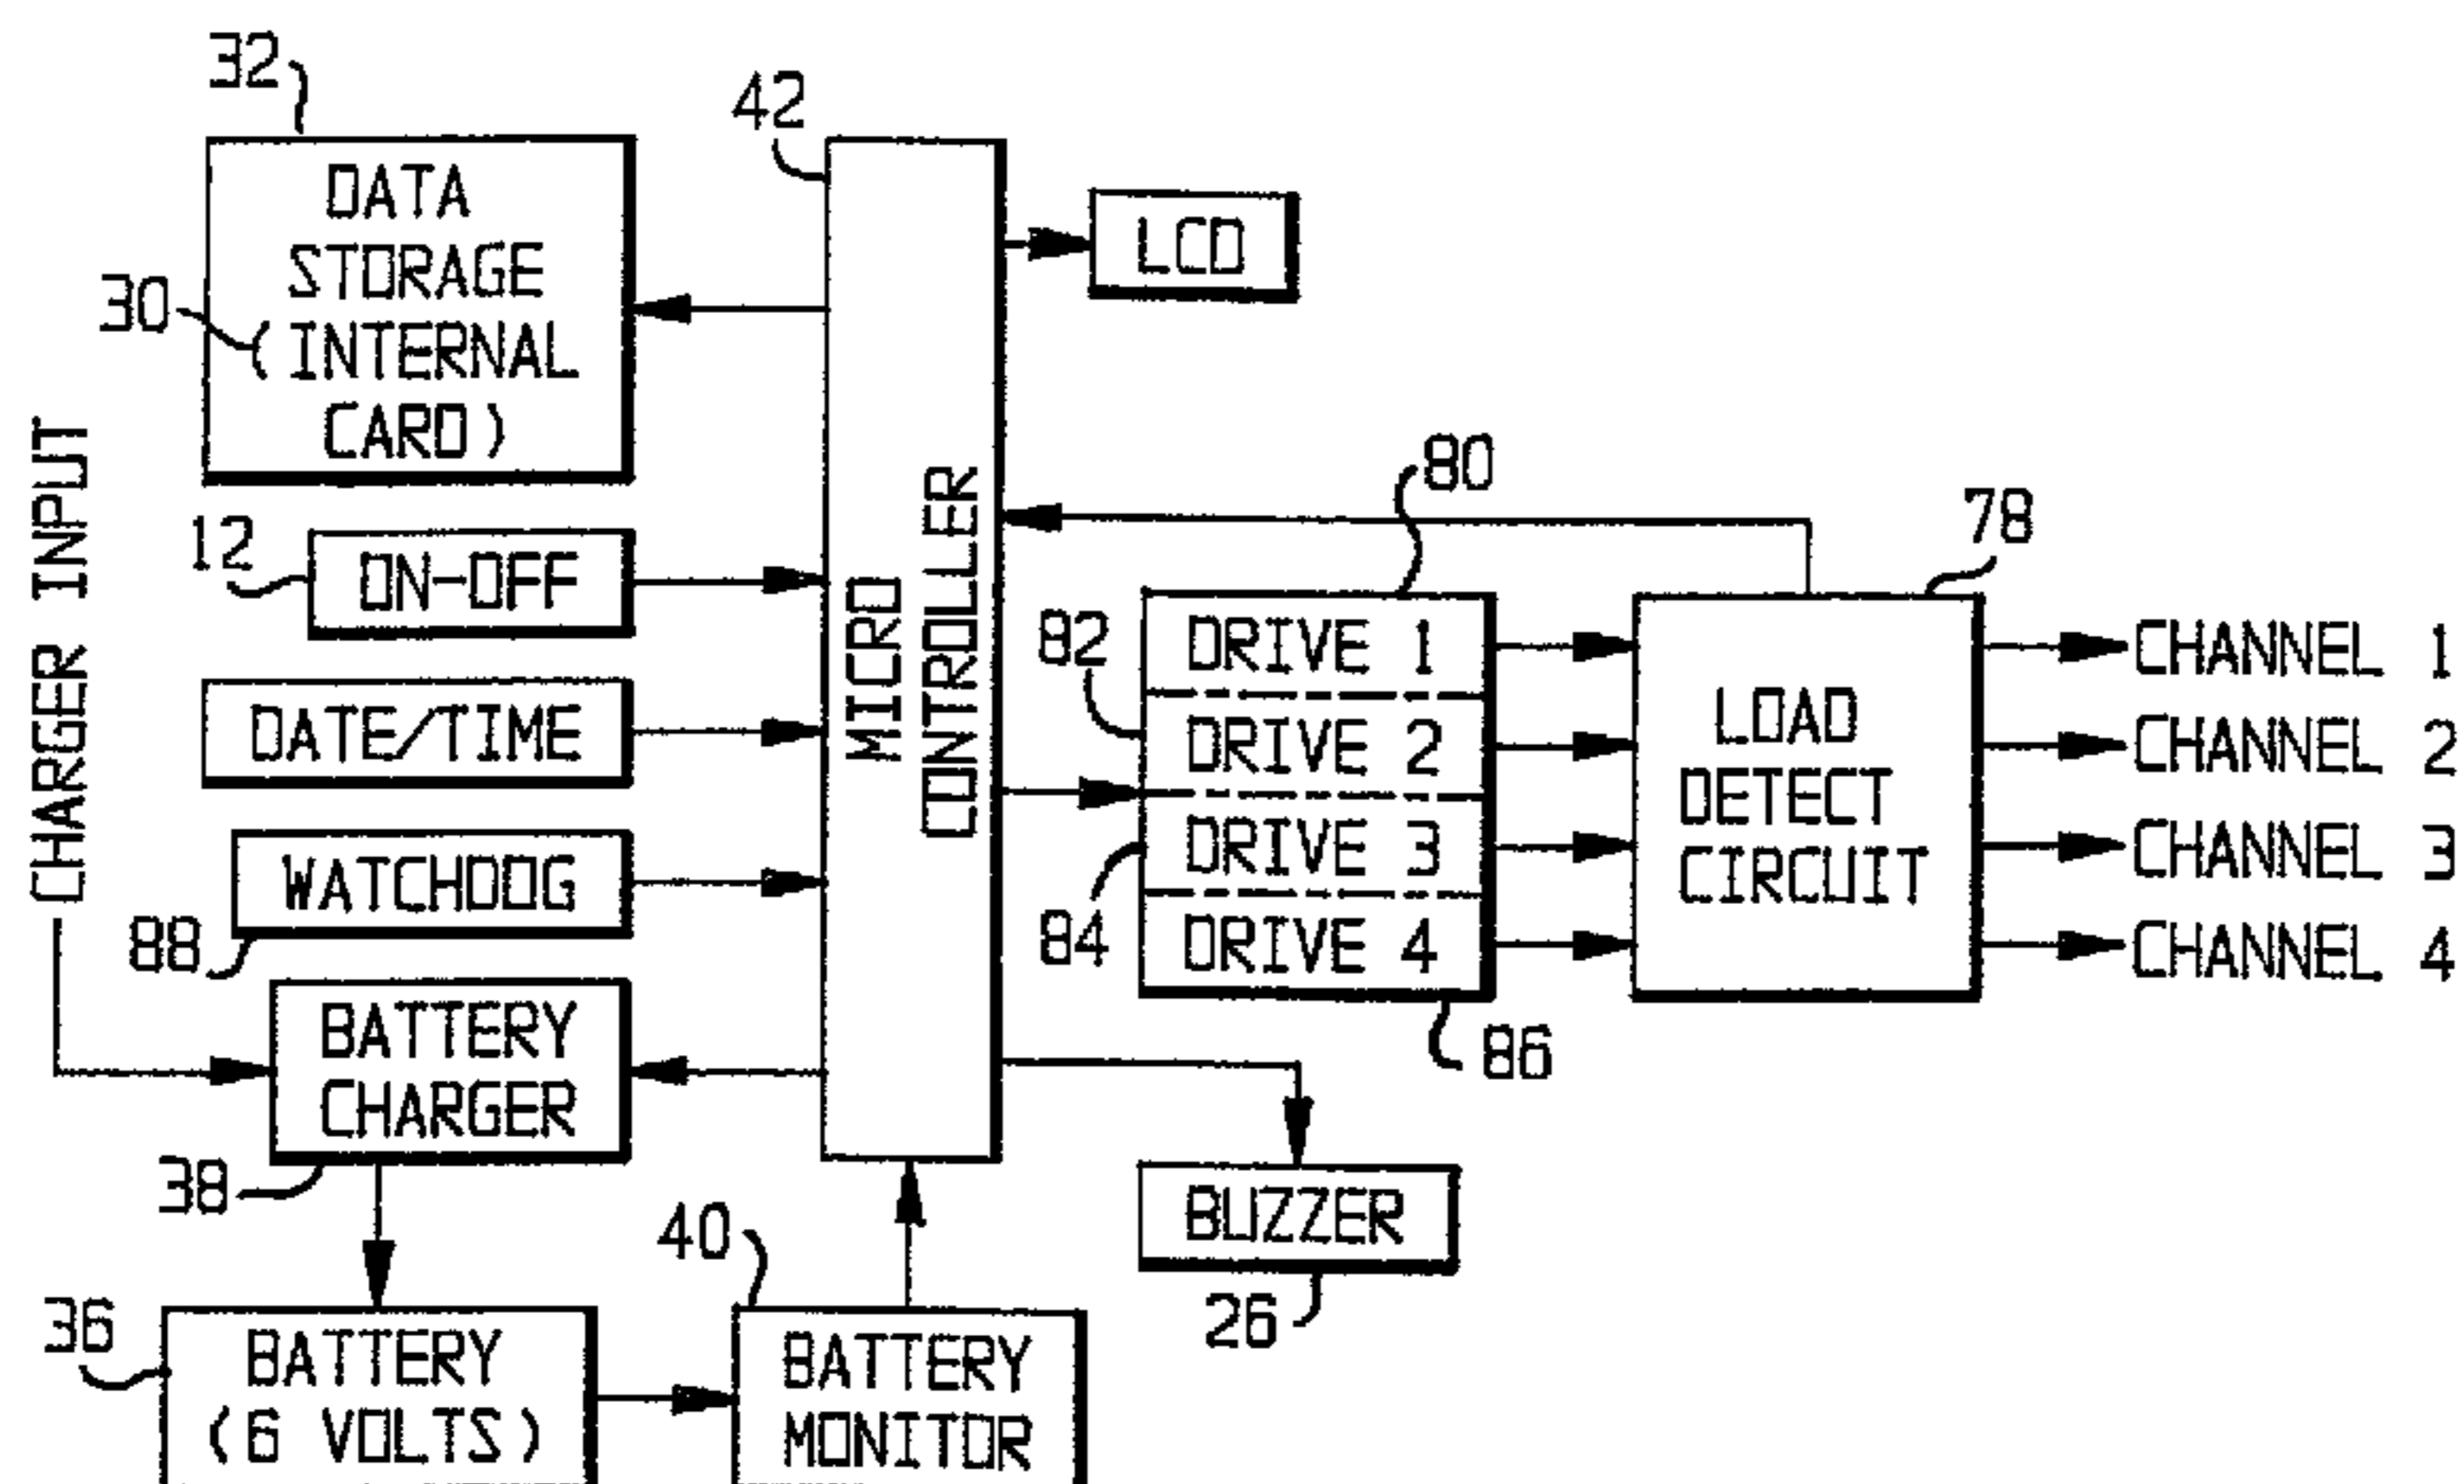 32
42
DATA
STORAGE
(INTERNAL
CARD)
30
LCD
CHARGER INPUT
12
ON-OFF
DATE/TIME
WATCHDOG
88
BATTERY
CHARGER
38
MICRO
CONTROLLER
80
78
82
DRIVE 1
DRIVE 2
DRIVE 3
DRIVE 4
84
86
LOAD
DETECT
CIRCUIT
CHANNEL 1
CHANNEL 2
CHANNEL 3
CHANNEL 4
BUZZER
26
36
BATTERY
(6 VOLTS)
40
BATTERY
MONITOR